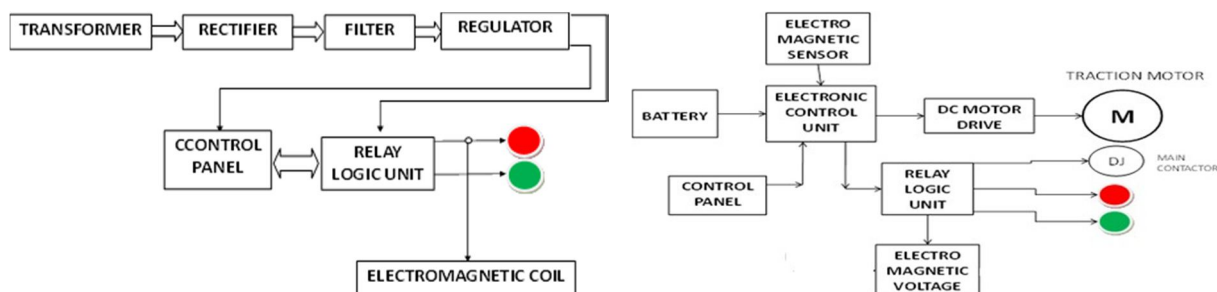 TRANSFORMER
RECTIFIER
FILTER
REGULATOR
CCONTROL
PANEL
RELAY
LOGIC UNIT
ELECTROMAGNETIC COIL
ELECTRO
MAGNETIC
SENSOR
BATTERY
ELECTRONIC
CONTROL
UNIT
DC MOTOR
DRIVE
TRACTION MOTOR
M
CONTROL
PANEL
RELAY
LOGIC
UNIT
DJ
MAIN
CONTACTOR
ELECTRO
MAGNETIC
VOLTAGE